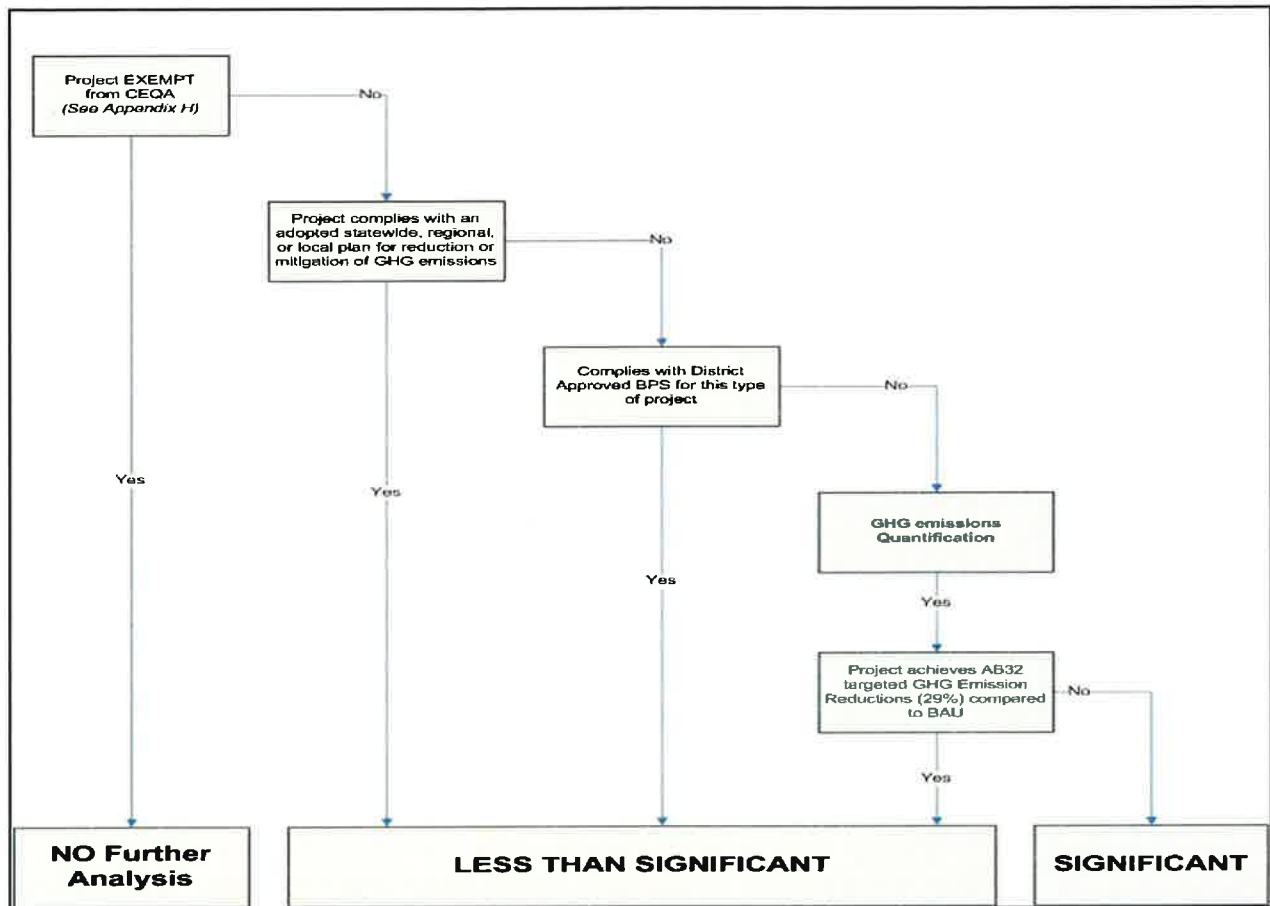 Project EXEMPT
from CEQA
(See Appendix H)
No
Project complies with an
adopted statewide, regional,
or local plan for reduction or
mitigation of GHG emissions
No
Complies with District
Approved BPS for this type
of project
No
Yes
Yes
GHG emissions
Quantification
Yes
Yes
Project achieves AB32
targeted GHG Emission
Reductions (29%) compared
to BAU
No
Yes
NO Further
Analysis
LESS THAN SIGNIFICANT
SIGNIFICANT